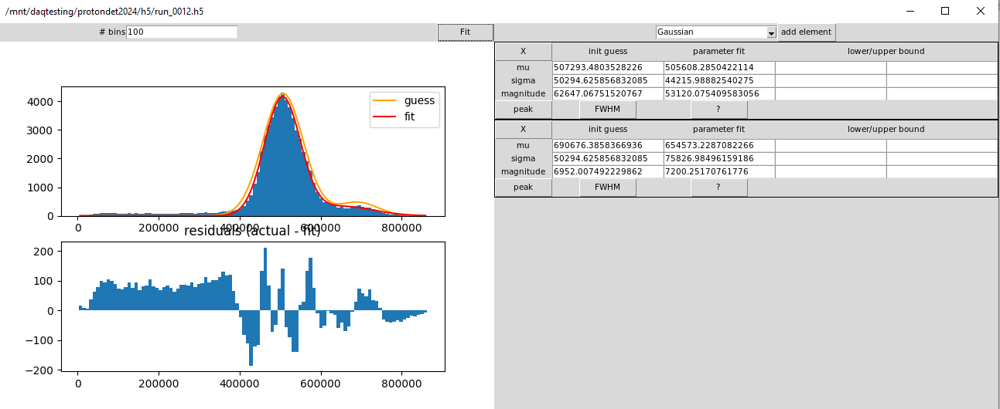 /mnt/daqtesting/protondet2024/h5/run_0012.h5
# bins 100 Fit Gaussian add element
X init guess parameter fit lower/upper bound
mu 507293.4803528226 505608.2850422114
sigma 50294.625856832085 44215.98882540275
magnitude 62647.06751520767 53120.075409583056
peak FWHM ?
X init guess parameter fit lower/upper bound
mu 690676.3858366936 654573.2287082266
sigma 50294.625856832085 75826.98496159186
magnitude 6952.007492229862 7200.25170761776
peak FWHM ?
guess
fit
4000
3000
2000
1000
0
0 200000 400000 600000 800000
residuals (actual - fit)
200
100
0
−100
−200
0 200000 400000 600000 800000